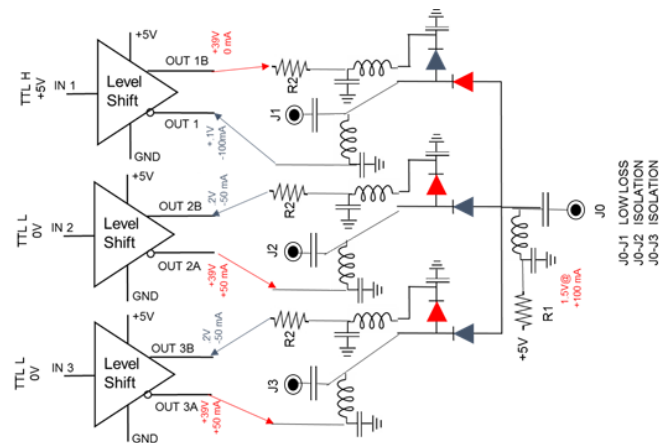 +5V
TTL H
+5V
IN 1
Level
Shift
OUT 1B
+39V
0 mA
R2
J1
OUT 1
+.1V
-100mA
GND
+5V
TTL L
0V
IN 2
Level
Shift
OUT 2B
.2V
-50 mA
R2
J2
OUT 2A
+39V
+50 mA
GND
+5V
TTL L
0V
IN 3
Level
Shift
OUT 3B
.2V
-50 mA
R2
J3
OUT 3A
+39V
+50 mA
GND
J0
1.5V@
+100 mA
R1
+5V
J0-J1 LOW LOSS
J0-J2 ISOLATION
J0-J3 ISOLATION